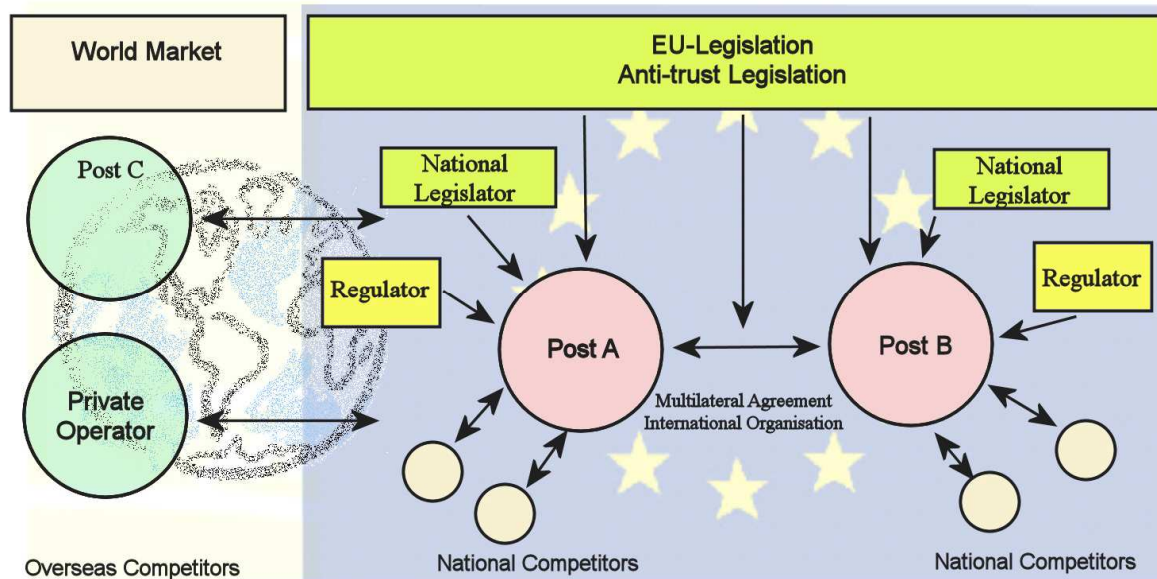 World Market
EU-Legislation
Anti-trust Legislation
Post C
National
Legislator
National
Legislator
Regulator
Regulator
Post A
Post B
Private
Operator
Multilateral Agreement
International Organisation
Overseas Competitors
National Competitors
National Competitors